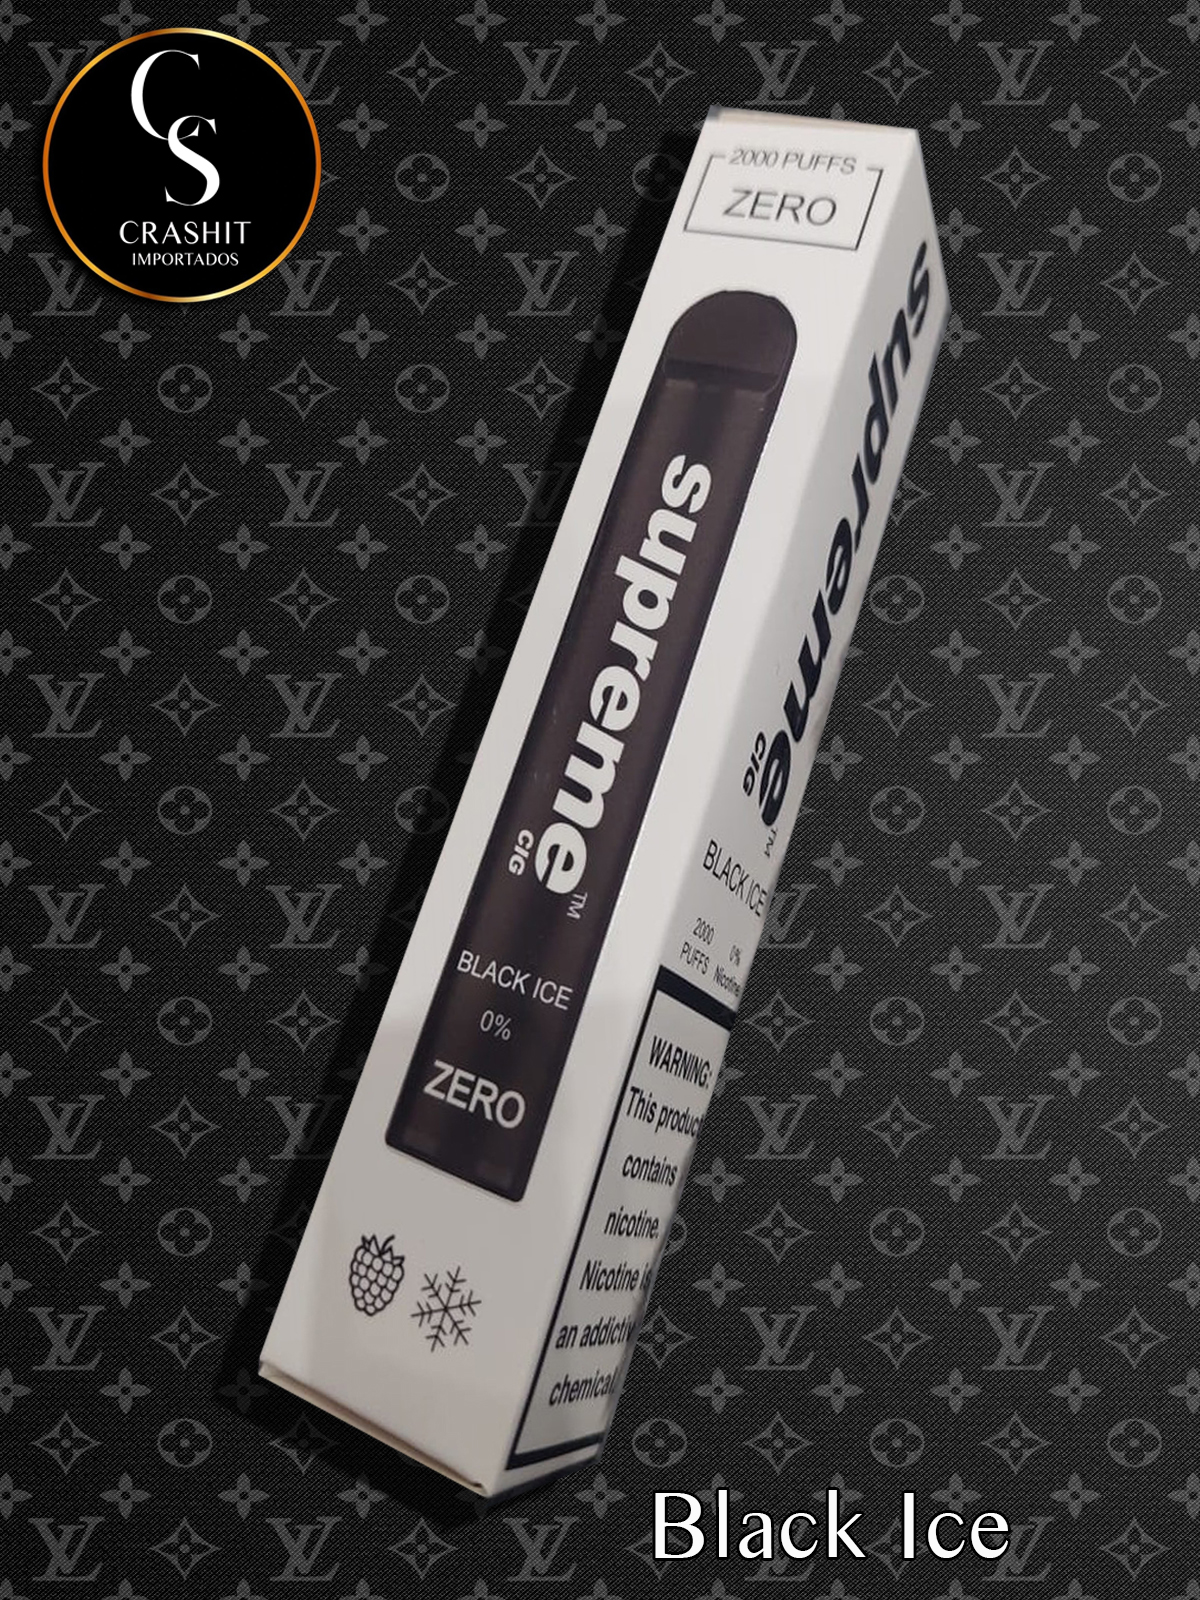 CS
CRASHIT
IMPORTADOS
2000 PUFFS
ZERO
supreme
CIG
TM
BLACK ICE
0%
ZERO
supreme
CIG
TM
BLACK ICE
2000
PUFFS
0%
Nicotine
WARNING:
This product
contains
nicotine.
Nicotine is
an addictive
chemical.
Black Ice